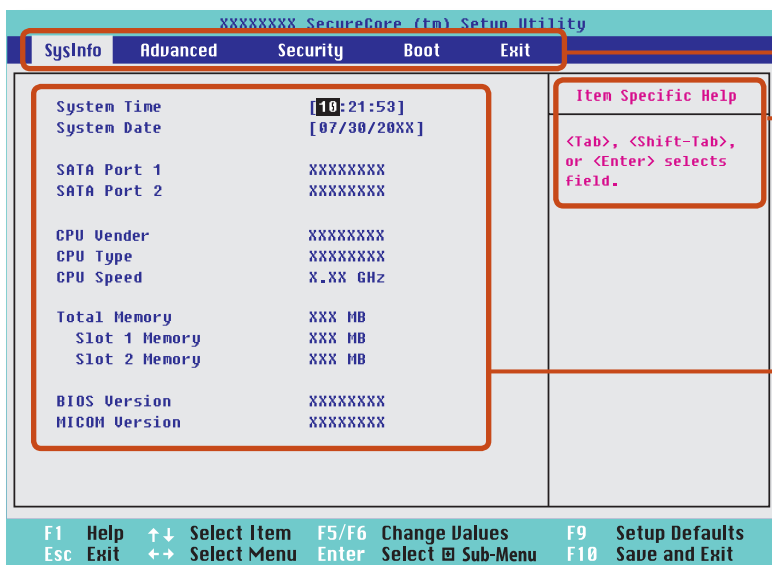 XXXXXXXX SecureCore (tm) Setup Utility
SysInfo Advanced Security Boot Exit
System Time [10:21:53]
System Date [07/30/20XX]
SATA Port 1 XXXXXXXX
SATA Port 2 XXXXXXXX
CPU Vender XXXXXXXX
CPU Type XXXXXXXX
CPU Speed X.XX GHz
Total Memory XXX MB
Slot 1 Memory XXX MB
Slot 2 Memory XXX MB
BIOS Version XXXXXXXX
MICOM Version XXXXXXXX
Item Specific Help
<Tab>, <Shift-Tab>,
or <Enter> selects
field.
F1 Help ↑↓ Select Item F5/F6 Change Values F9 Setup Defaults
Esc Exit ←→ Select Menu Enter Select ⊡ Sub-Menu F10 Save and Exit